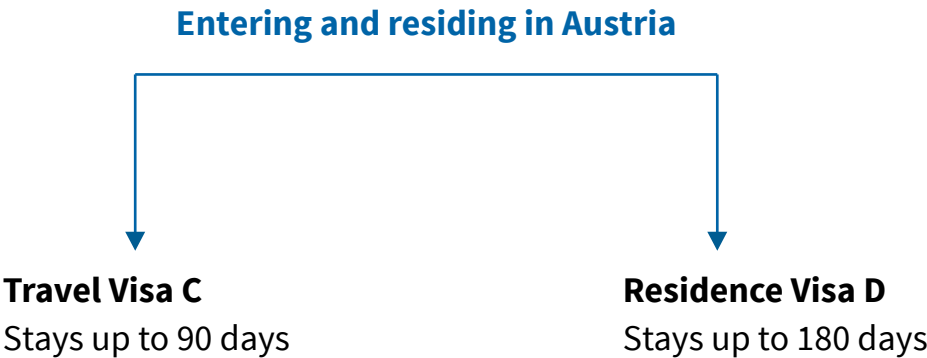 Entering and residing in Austria
Travel Visa C
Stays up to 90 days
Residence Visa D
Stays up to 180 days